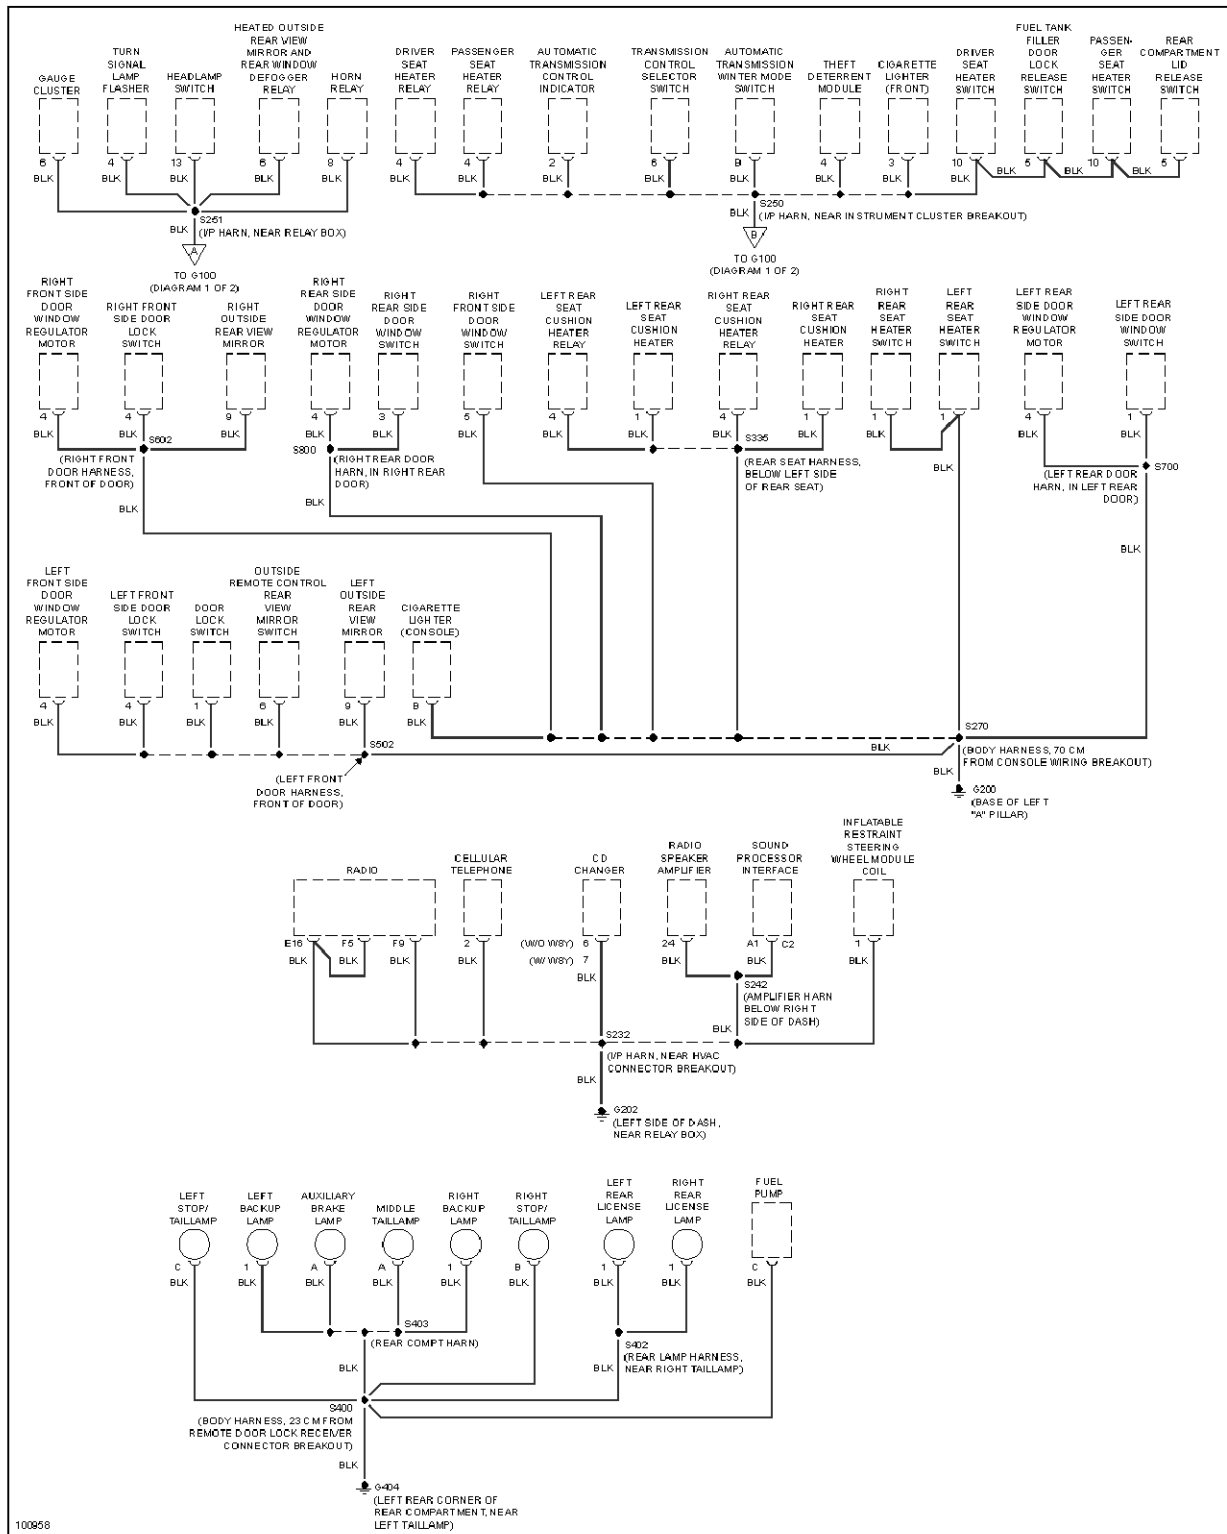 GAUGE
CLUSTER
TURN
SIGNAL
LAMP
FLASHER
HEADLAMP
SWITCH
HEATED OUTSIDE
REAR VIEW
MIRROR AND
REAR WINDOW
DEFOGGER
RELAY
HORN
RELAY
DRIVER
SEAT
HEATER
RELAY
PASSENGER
SEAT
HEATER
RELAY
AUTOMATIC
TRANSMISSION
CONTROL
INDICATOR
TRANSMISSION
CONTROL
SELECTOR
SWITCH
AUTOMATIC
TRANSMISSION
WINTER MODE
SWITCH
THEFT
DETERRENT
MODULE
CIGARETTE
LIGHTER
(FRONT)
DRIVER
SEAT
HEATER
SWITCH
FUEL TANK
FILLER
DOOR
LOCK
RELEASE
SWITCH
PASSEN-
GER
SEAT
HEATER
SWITCH
REAR
COMPARTMENT
LID
RELEASE
SWITCH
6 4 13 6 8 4 4 2 6 B 4 3 10 5 10 5
BLK BLK BLK BLK BLK BLK BLK BLK BLK BLK BLK BLK BLK BLK BLK BLK
S251
BLK (I/P HARN, NEAR RELAY BOX)
A
TO G100
(DIAGRAM 1 OF 2)
S250
BLK (I/P HARN, NEAR INSTRUMENT CLUSTER BREAKOUT)
B
TO G100
(DIAGRAM 1 OF 2)
RIGHT
FRONT SIDE
DOOR
WINDOW
REGULATOR
MOTOR
RIGHT FRONT
SIDE DOOR
LOCK
SWITCH
RIGHT
OUTSIDE
REAR VIEW
MIRROR
RIGHT
REAR SIDE
DOOR
WINDOW
REGULATOR
MOTOR
RIGHT
REAR SIDE
DOOR
WINDOW
SWITCH
RIGHT
FRONT SIDE
DOOR
WINDOW
SWITCH
LEFT REAR
SEAT
CUSHION
HEATER
RELAY
LEFT REAR
SEAT
CUSHION
HEATER
RIGHT REAR
SEAT
CUSHION
HEATER
RELAY
RIGHT REAR
SEAT
CUSHION
HEATER
RIGHT
REAR
SEAT
HEATER
SWITCH
LEFT
REAR
SEAT
HEATER
SWITCH
LEFT REAR
SIDE DOOR
WINDOW
REGULATOR
MOTOR
LEFT REAR
SIDE DOOR
WINDOW
SWITCH
4 4 9 4 3 5 4 1 4 1 1 1 4 1
BLK BLK BLK BLK BLK BLK BLK BLK BLK BLK BLK BLK BLK
S602
(RIGHT FRONT
DOOR HARNESS,
FRONT OF DOOR)
BLK
S800
(RIGHT REAR DOOR
HARN, IN RIGHT REAR
DOOR)
BLK
S335
(REAR SEAT HARNESS,
BELOW LEFT SIDE
OF REAR SEAT)
BLK
S700
(LEFT REAR DOOR
HARN, IN LEFT REAR
DOOR)
BLK
LEFT
FRONT SIDE
DOOR
WINDOW
REGULATOR
MOTOR
LEFT FRONT
SIDE DOOR
LOCK
SWITCH
DOOR
LOCK
SWITCH
OUTSIDE
REMOTE CONTROL
REAR
VIEW
MIRROR
SWITCH
LEFT
OUTSIDE
REAR
VIEW
MIRROR
CIGARETTE
LIGHTER
(CONSOLE)
4 4 1 6 9 B
BLK BLK BLK BLK BLK BLK
S502
(LEFT FRONT
DOOR HARNESS,
FRONT OF DOOR)
S270
BLK (BODY HARNESS, 70 CM
FROM CONSOLE WIRING BREAKOUT)
BLK
G200
(BASE OF LEFT
"A" PILLAR)
RADIO
CELLULAR
TELEPHONE
CD
CHANGER
RADIO
SPEAKER
AMPLIFIER
SOUND
PROCESSOR
INTERFACE
INFLATABLE
RESTRAINT
STEERING
WHEEL MODULE
COIL
E16 F5 F9 2 (W/O W8Y) 6 24 A1 C2 1
BLK BLK BLK BLK (W/ W8Y) 7 BLK BLK BLK
BLK
S242
(AMPLIFIER HARN
BELOW RIGHT
SIDE OF DASH)
BLK
S232
(I/P HARN, NEAR HVAC
CONNECTOR BREAKOUT)
BLK
G202
(LEFT SIDE OF DASH,
NEAR RELAY BOX)
LEFT
STOP/
TAILLAMP
LEFT
BACKUP
LAMP
AUXILIARY
BRAKE
LAMP
MIDDLE
TAILLAMP
RIGHT
BACKUP
LAMP
RIGHT
STOP/
TAILLAMP
LEFT
REAR
LICENSE
LAMP
RIGHT
REAR
LICENSE
LAMP
FUEL
PUMP
C 1 A A 1 B 1 1 C
BLK BLK BLK BLK BLK BLK BLK BLK BLK
S403
(REAR COMPT HARN)
BLK
S402
BLK (REAR LAMP HARNESS,
NEAR RIGHT TAILLAMP)
S400
(BODY HARNESS, 23 CM FROM
REMOTE DOOR LOCK RECEIVER
CONNECTOR BREAKOUT)
BLK
G404
(LEFT REAR CORNER OF
REAR COMPARTMENT, NEAR
LEFT TAILLAMP)
100958